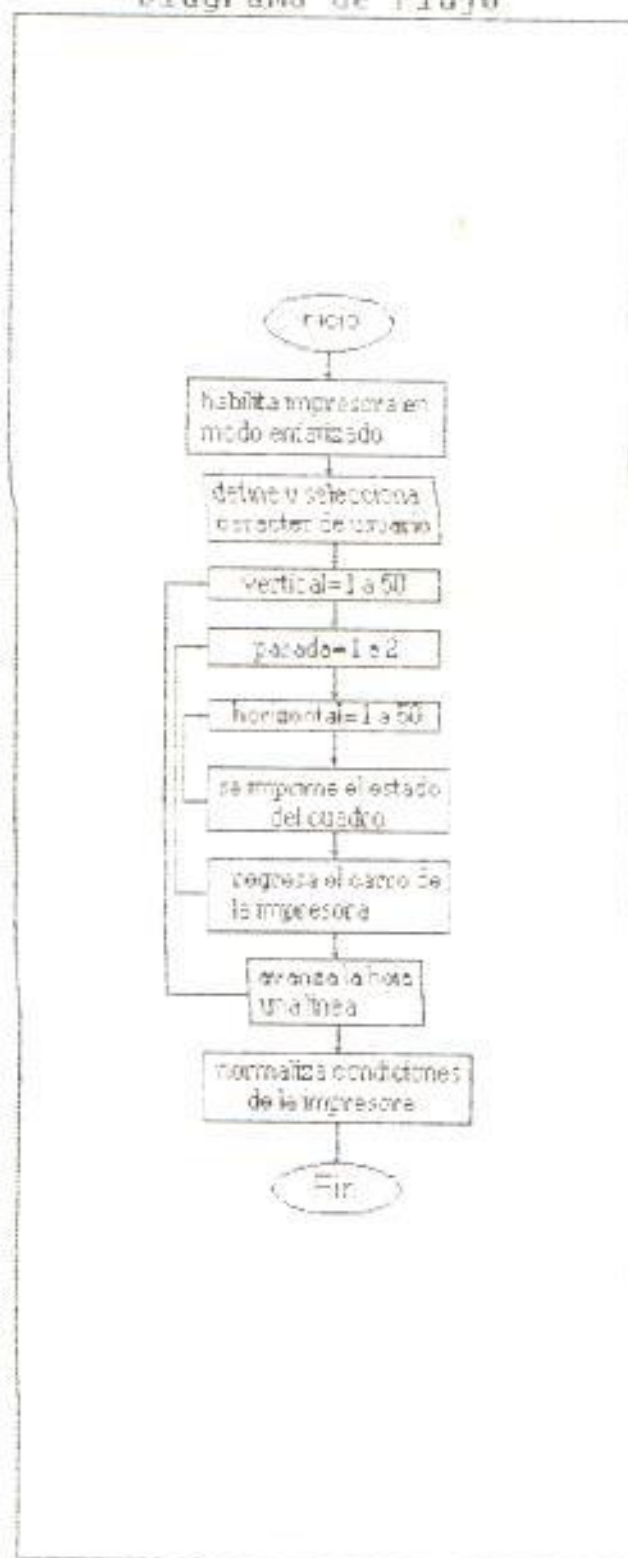 Diagrama de Flujo
Inicio
habilita impresora en
modo enfatizado
define y selecciona
caracter de usuario
vertical=1 a 50
pasada=1 a 2
horizontal=1 a 50
se imprime el estado
del cuadro
regresa el carro de
la impresora
avanza la hoja
una linea
normaliza condiciones
de la impresora
Fin